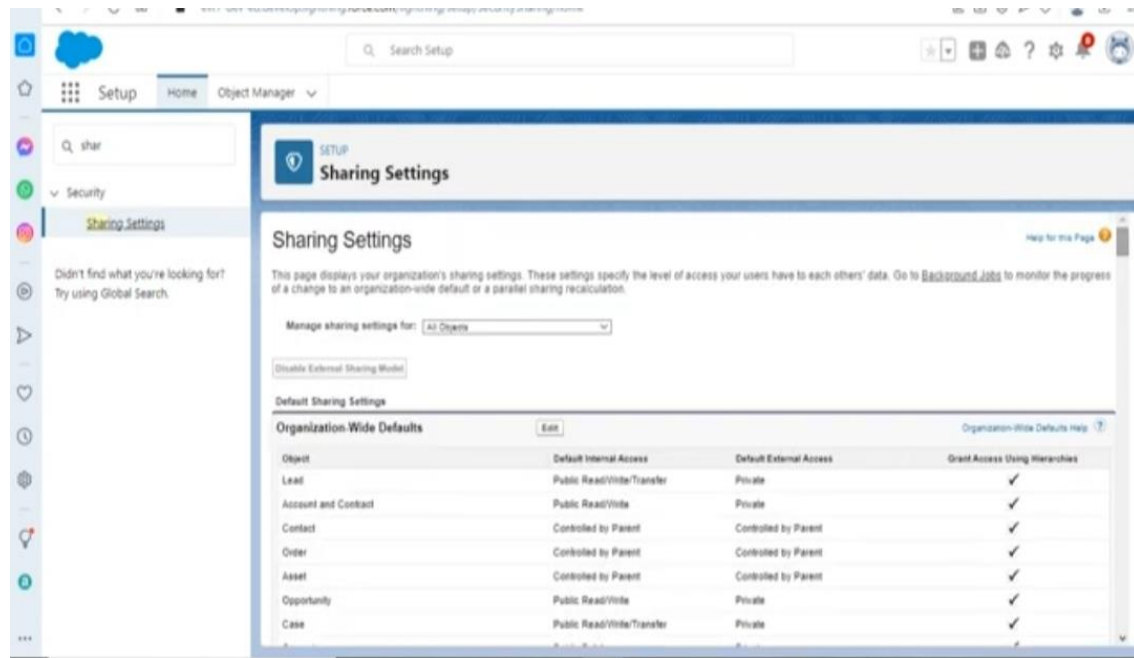 Search Setup
Setup
Home
Object Manager
shar
Security
Sharing Settings
Didn't find what you're looking for?
Try using Global Search.
SETUP
Sharing Settings
Sharing Settings
Help for this Page
This page displays your organization's sharing settings. These settings specify the level of access your users have to each others' data. Go to Background Jobs to monitor the progress
of a change to an organization-wide default or a parallel sharing recalculation.
Manage sharing settings for: All Objects
Disable External Sharing Model
Default Sharing Settings
Organization-Wide Defaults Edit Organization-Wide Defaults Help ?
Object Default Internal Access Default External Access Grant Access Using Hierarchies
Lead Public Read/Write/Transfer Private ✓
Account and Contract Public Read/Write Private ✓
Contact Controlled by Parent Controlled by Parent ✓
Order Controlled by Parent Controlled by Parent ✓
Asset Controlled by Parent Controlled by Parent ✓
Opportunity Public Read/Write Private ✓
Case Public Read/Write/Transfer Private ✓